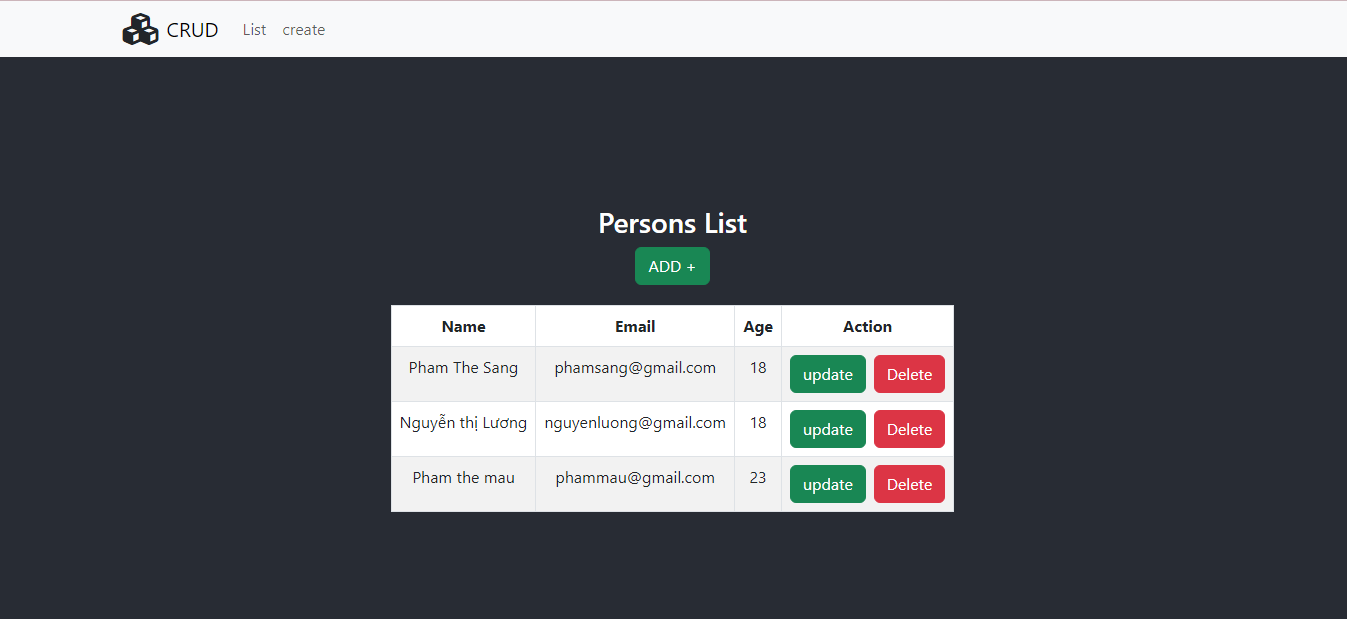 CRUD List create
Persons List
ADD +
Name Email Age Action
Pham The Sang phamsang@gmail.com 18 update Delete
Nguyễn thị Lương nguyenluong@gmail.com 18 update Delete
Pham the mau phammau@gmail.com 23 update Delete